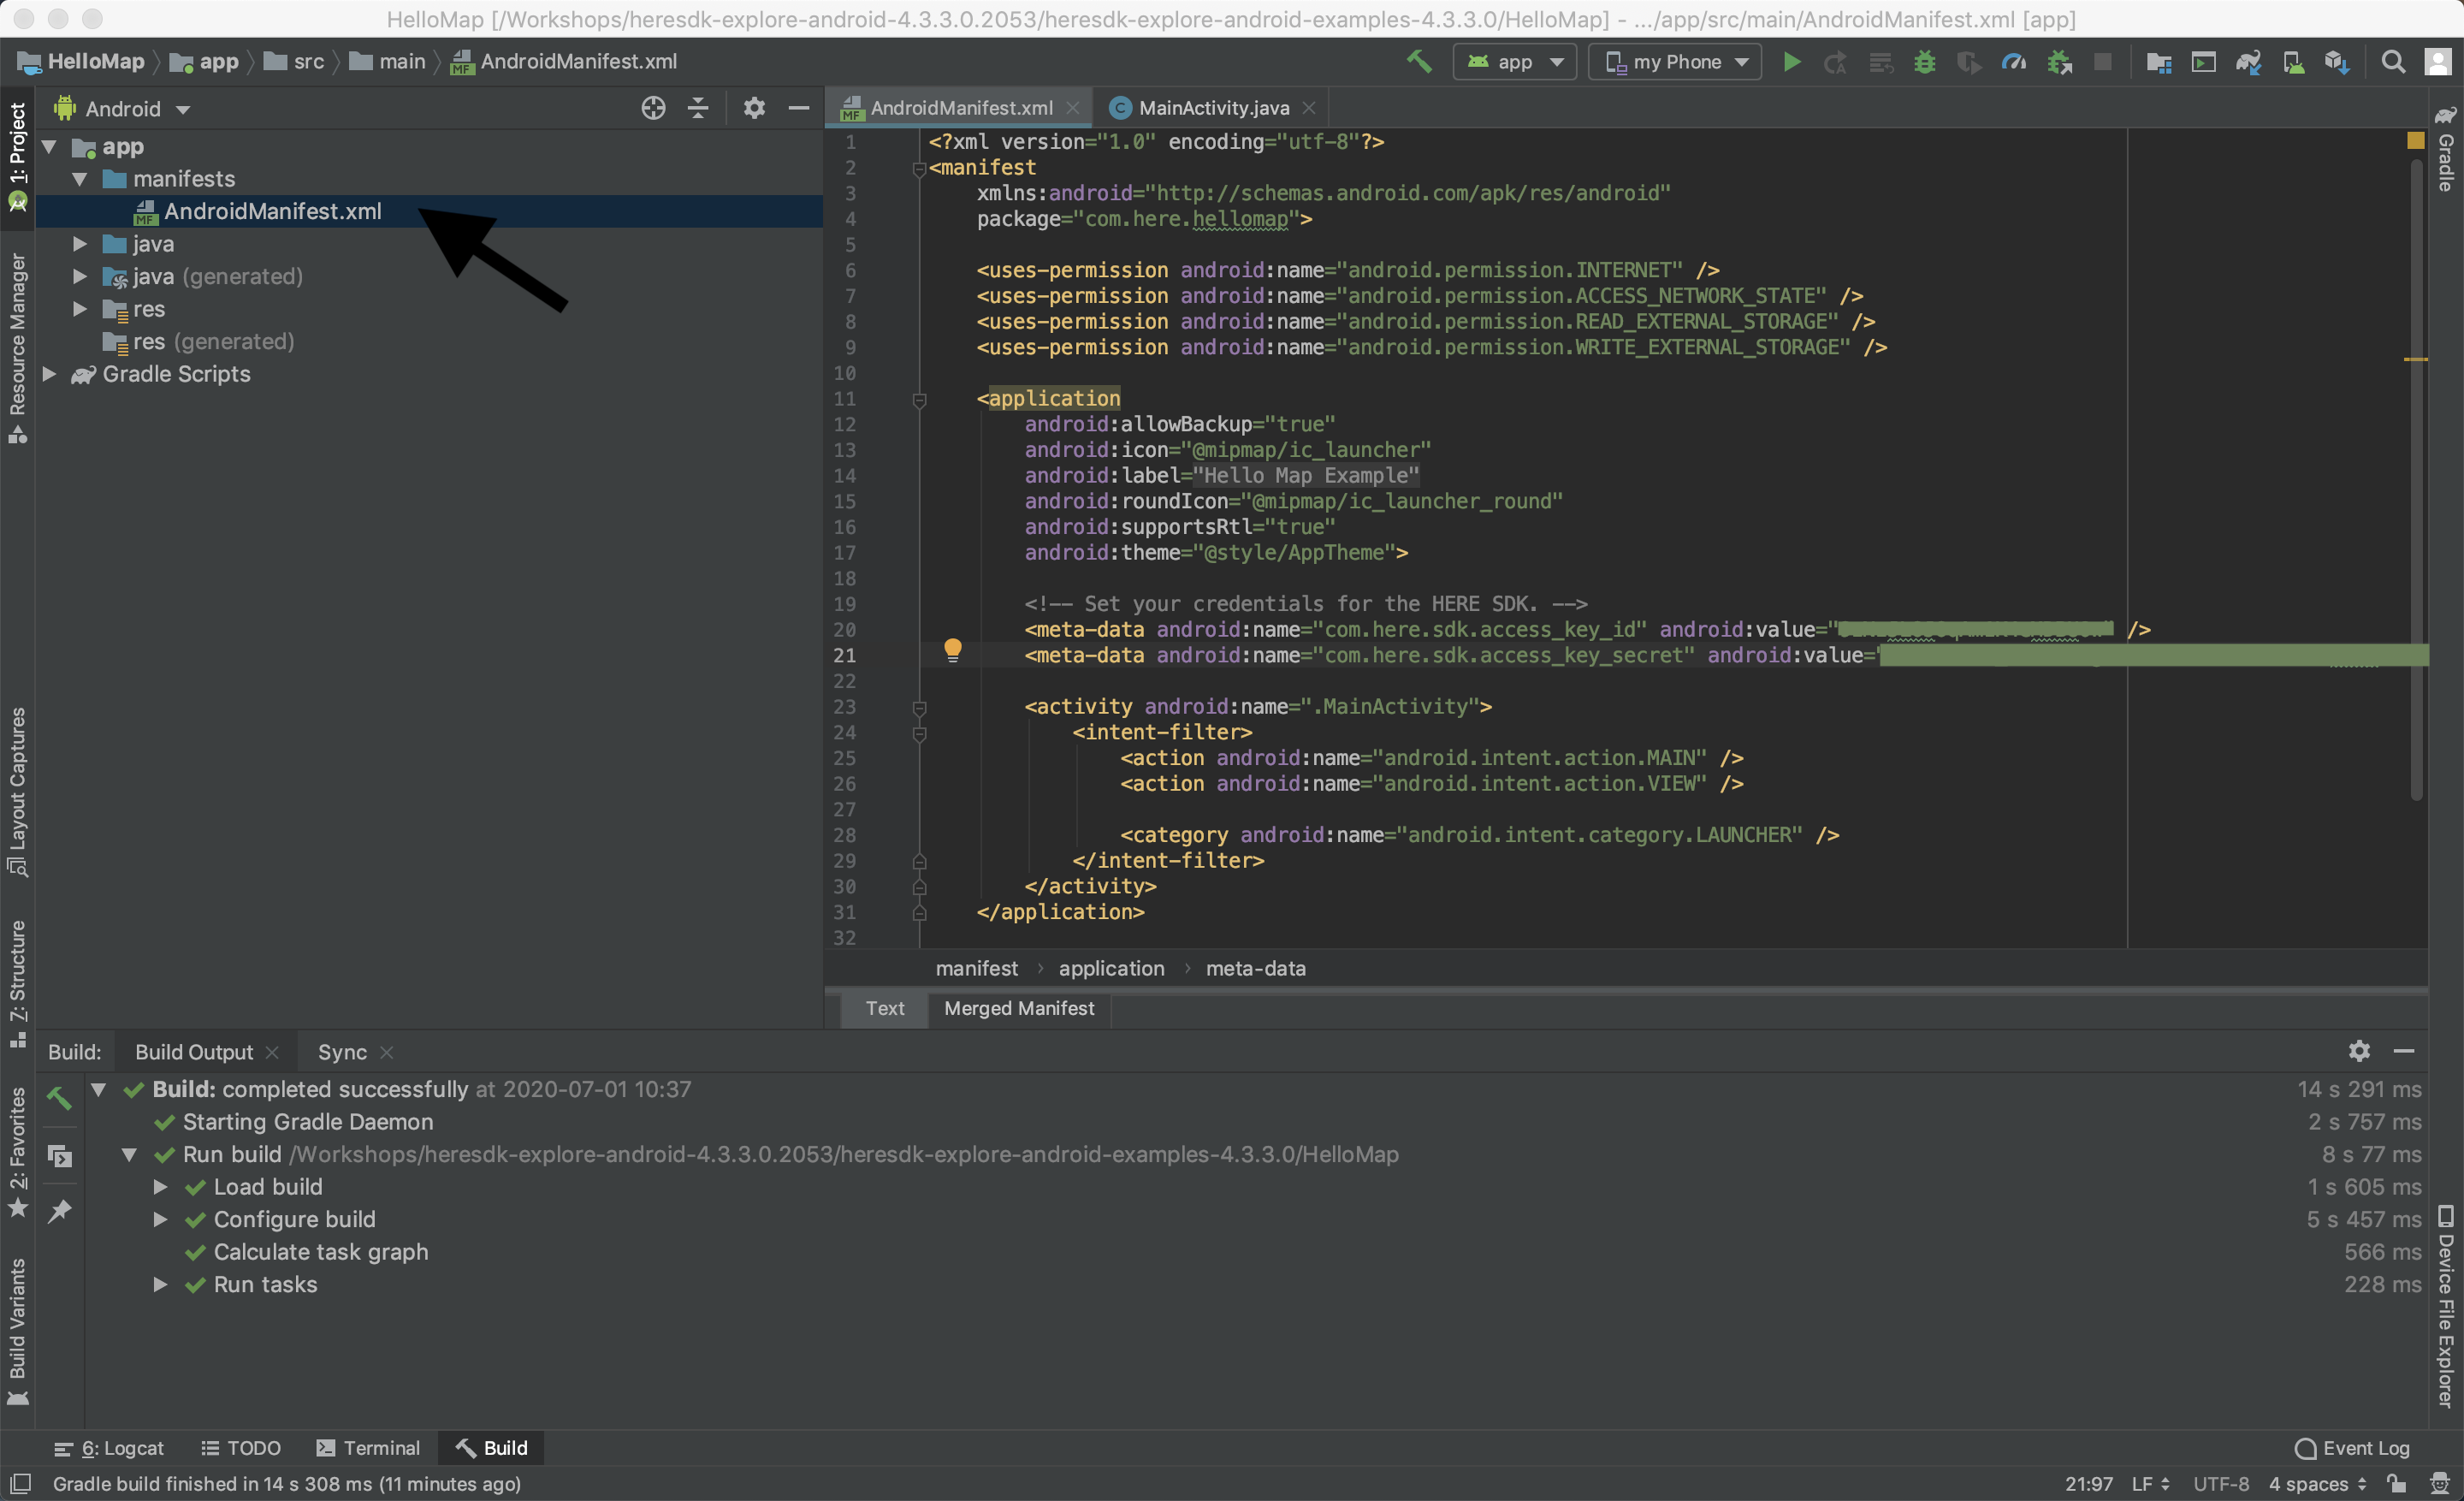 HelloMap [/Workshops/heresdk-explore-android-4.3.3.0.2053/heresdk-explore-android-examples-4.3.3.0/HelloMap] - .../app/src/main/AndroidManifest.xml [app]
HelloMap app src main AndroidManifest.xml
app my Phone
1: Project
Resource Manager
Layout Captures
7: Structure
2: Favorites
Build Variants
Android
app
manifests
AndroidManifest.xml
java
java (generated)
res
res (generated)
Gradle Scripts
AndroidManifest.xml MainActivity.java
1 <?xml version="1.0" encoding="utf-8"?>
2 <manifest
3 xmlns:android="http://schemas.android.com/apk/res/android"
4 package="com.here.hellomap">
5
6 <uses-permission android:name="android.permission.INTERNET" />
7 <uses-permission android:name="android.permission.ACCESS_NETWORK_STATE" />
8 <uses-permission android:name="android.permission.READ_EXTERNAL_STORAGE" />
9 <uses-permission android:name="android.permission.WRITE_EXTERNAL_STORAGE" />
10
11 <application
12 android:allowBackup="true"
13 android:icon="@mipmap/ic_launcher"
14 android:label="Hello Map Example"
15 android:roundIcon="@mipmap/ic_launcher_round"
16 android:supportsRtl="true"
17 android:theme="@style/AppTheme">
18
19 <!-- Set your credentials for the HERE SDK. -->
20 <meta-data android:name="com.here.sdk.access_key_id" android:value=" />
21 <meta-data android:name="com.here.sdk.access_key_secret" android:value="
22
23 <activity android:name=".MainActivity">
24 <intent-filter>
25 <action android:name="android.intent.action.MAIN" />
26 <action android:name="android.intent.action.VIEW" />
27
28 <category android:name="android.intent.category.LAUNCHER" />
29 </intent-filter>
30 </activity>
31 </application>
32
manifest › application › meta-data
Text Merged Manifest
Gradle
Device File Explorer
Build: Build Output Sync
Build: completed successfully at 2020-07-01 10:37 14 s 291 ms
Starting Gradle Daemon 2 s 757 ms
Run build /Workshops/heresdk-explore-android-4.3.3.0.2053/heresdk-explore-android-examples-4.3.3.0/HelloMap 8 s 77 ms
Load build 1 s 605 ms
Configure build 5 s 457 ms
Calculate task graph 566 ms
Run tasks 228 ms
6: Logcat TODO Terminal Build Event Log
Gradle build finished in 14 s 308 ms (11 minutes ago) 21:97 LF UTF-8 4 spaces